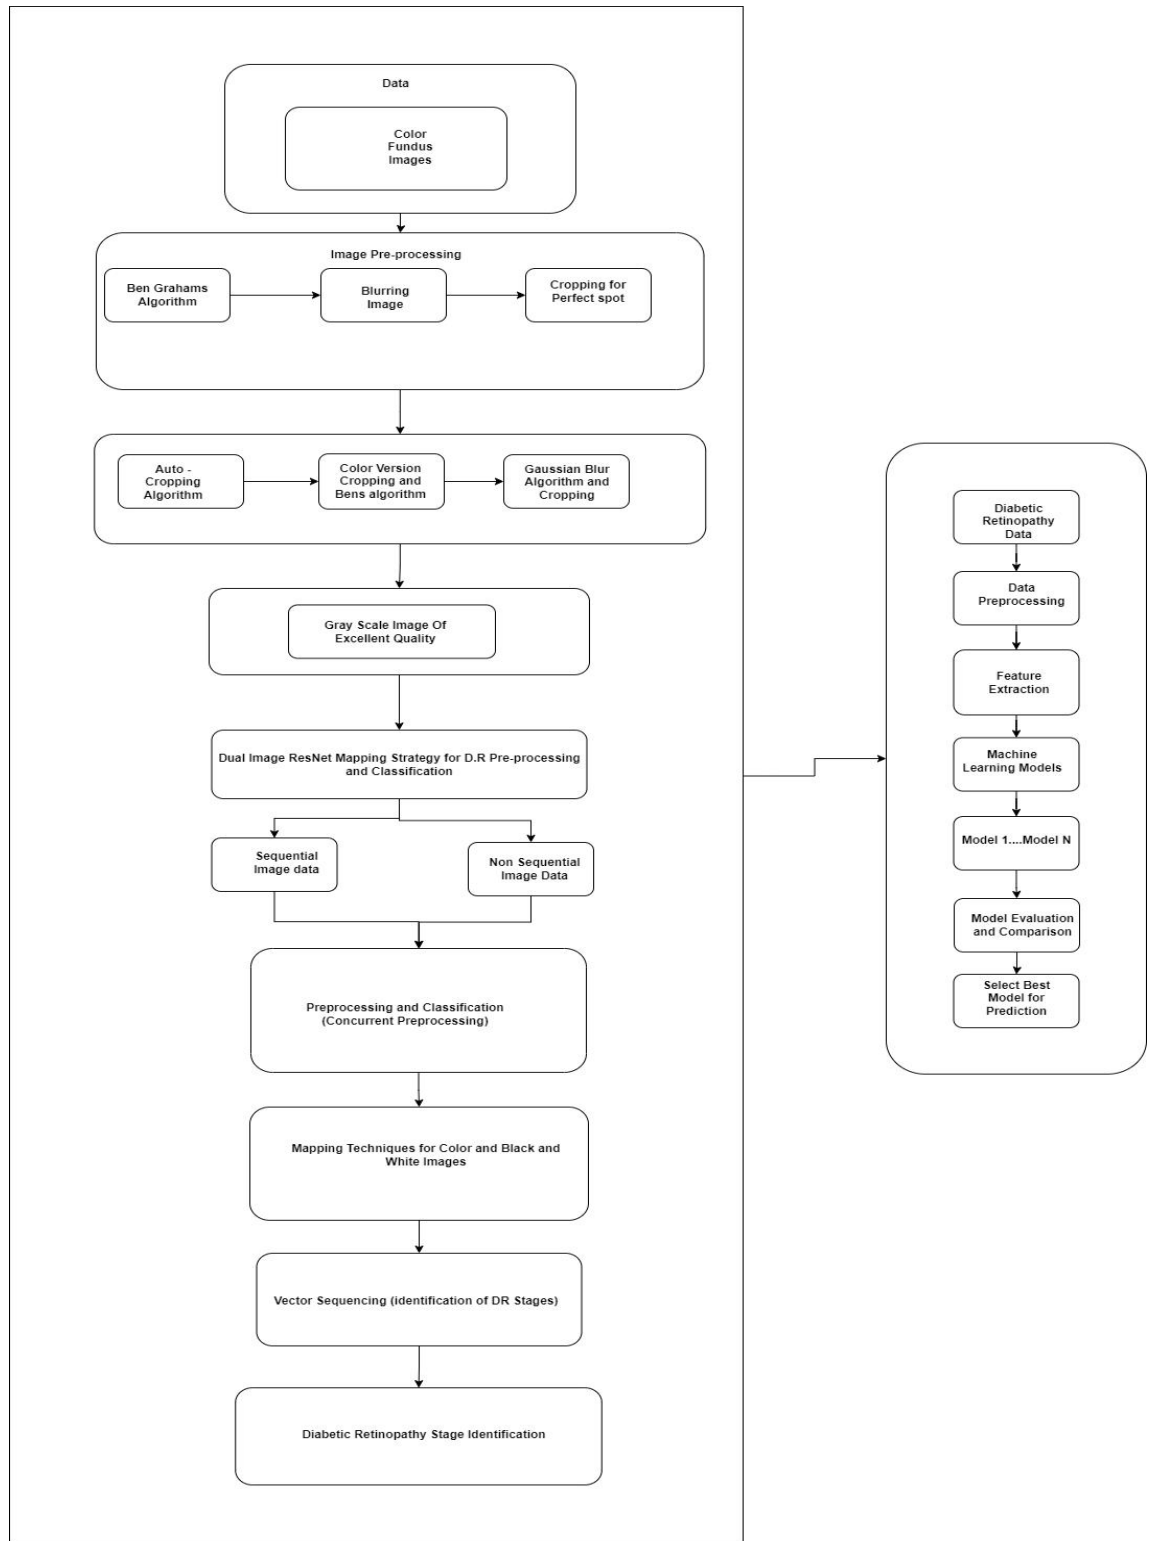 Data
Color
Fundus
Images
Image Pre-processing
Ben Grahams
Algorithm
Blurring
Image
Cropping for
Perfect spot
Auto -
Cropping
Algorithm
Color Version
Cropping and
Bens algorithm
Gaussian Blur
Algorithm and
Cropping
Gray Scale Image Of
Excellent Quality
Dual Image ResNet Mapping Strategy for D.R Pre-processing
and Classification
Sequential
Image data
Non Sequential
Image Data
Preprocessing and Classification
(Concurrent Preprocessing)
Mapping Techniques for Color and Black and
White Images
Vector Sequencing (identification of DR Stages)
Diabetic Retinopathy Stage Identification
Diabetic
Retinopathy
Data
Data
Preprocessing
Feature
Extraction
Machine
Learning Models
Model 1....Model N
Model Evaluation
and Comparison
Select Best
Model for
Prediction